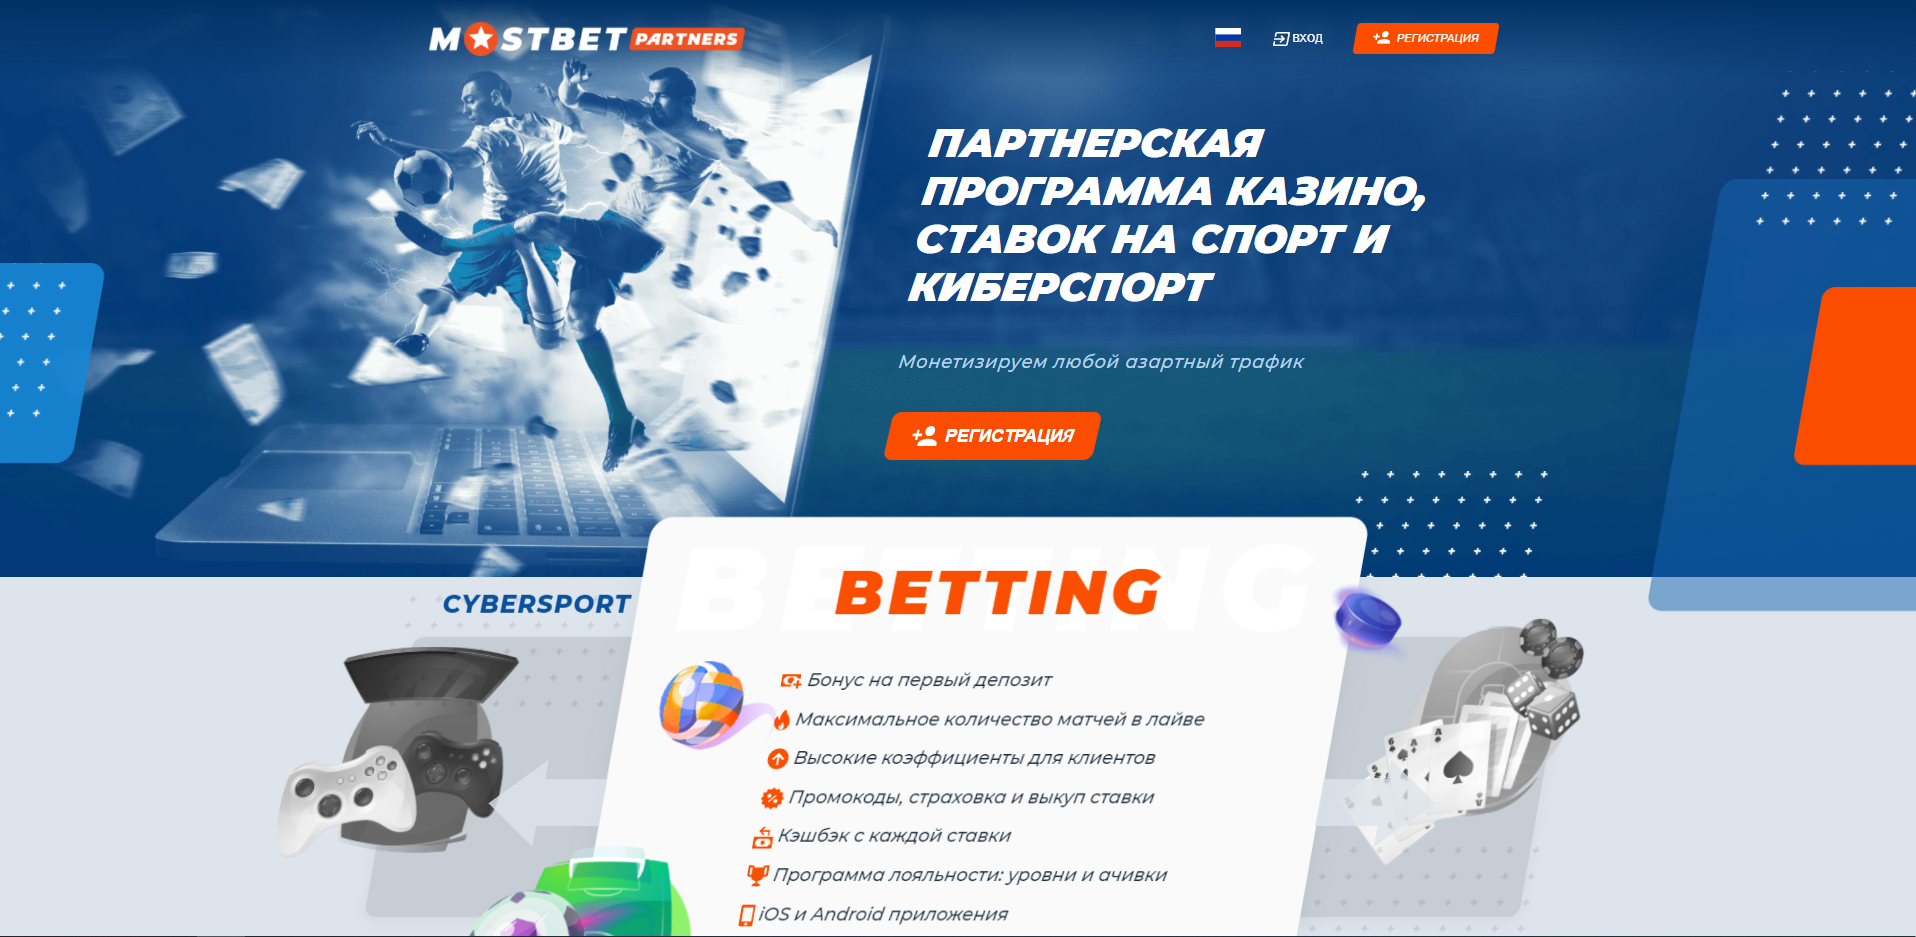 MOSTBET PARTNERS
ВХОД
РЕГИСТРАЦИЯ
ПАРТНЕРСКАЯ
ПРОГРАММА КАЗИНО,
СТАВОК НА СПОРТ И
КИБЕРСПОРТ
Монетизируем любой азартный трафик
РЕГИСТРАЦИЯ
BETTING
CYBERSPORT
BETTING
Бонус на первый депозит
Максимальное количество матчей в лайве
Высокие коэффициенты для клиентов
Промокоды, страховка и выкуп ставки
Кэшбэк с каждой ставки
Программа лояльности: уровни и ачивки
iOS и Android приложения